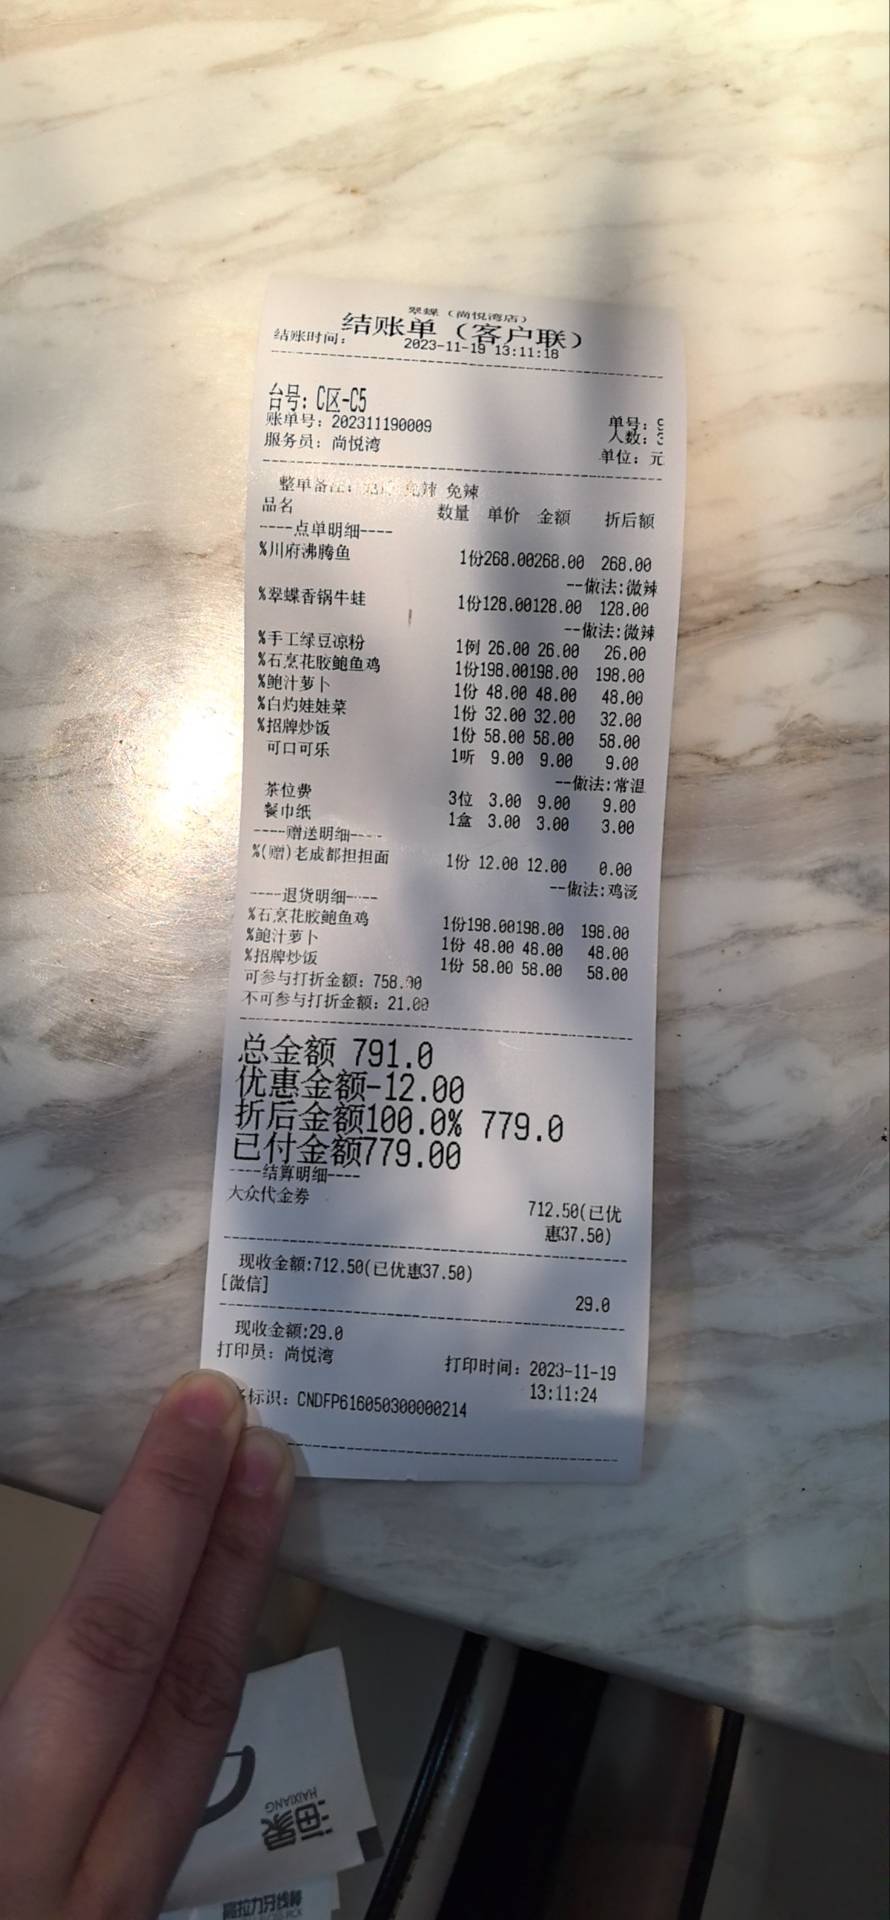 翠蝶（尚悦湾店）
结账单（客户联）
结账时间： 2023-11-19 13:11:18
台号：C区-C5
账单号：202311190009 单号：
服务员：尚悦湾 人数：
单位：元
整单备注： 免辣 免辣
品名 数量 单价 金额 折后额
----点单明细----
%川府沸腾鱼 1份268.00268.00 268.00
--做法:微辣
%翠蝶香锅牛蛙 1份128.00128.00 128.00
--做法:微辣
%手工绿豆凉粉 1例 26.00 26.00 26.00
%石烹花胶鲍鱼鸡 1份198.00198.00 198.00
%鲍汁萝卜 1份 48.00 48.00 48.00
%白灼娃娃菜 1份 32.00 32.00 32.00
%招牌炒饭 1份 58.00 58.00 58.00
可口可乐 1听 9.00 9.00 9.00
--做法:常温
茶位费 3位 3.00 9.00 9.00
餐巾纸 1盒 3.00 3.00 3.00
----赠送明细----
%(赠)老成都担担面 1份 12.00 12.00 0.00
--做法:鸡汤
----退货明细----
%石烹花胶鲍鱼鸡 1份198.00198.00 198.00
%鲍汁萝卜 1份 48.00 48.00 48.00
%招牌炒饭 1份 58.00 58.00 58.00
可参与打折金额：758.00
不可参与打折金额：21.00
总金额 791.0
优惠金额-12.00
折后金额100.0% 779.0
已付金额779.00
----结算明细----
大众代金券 712.50(已优
惠37.50)
现收金额:712.50(已优惠37.50)
[微信] 29.0
现收金额:29.0
打印员：尚悦湾 打印时间：2023-11-19
13:11:24
标识：CNDFP616050300000214
海象
HAIXIANG
高拉力牙线棒